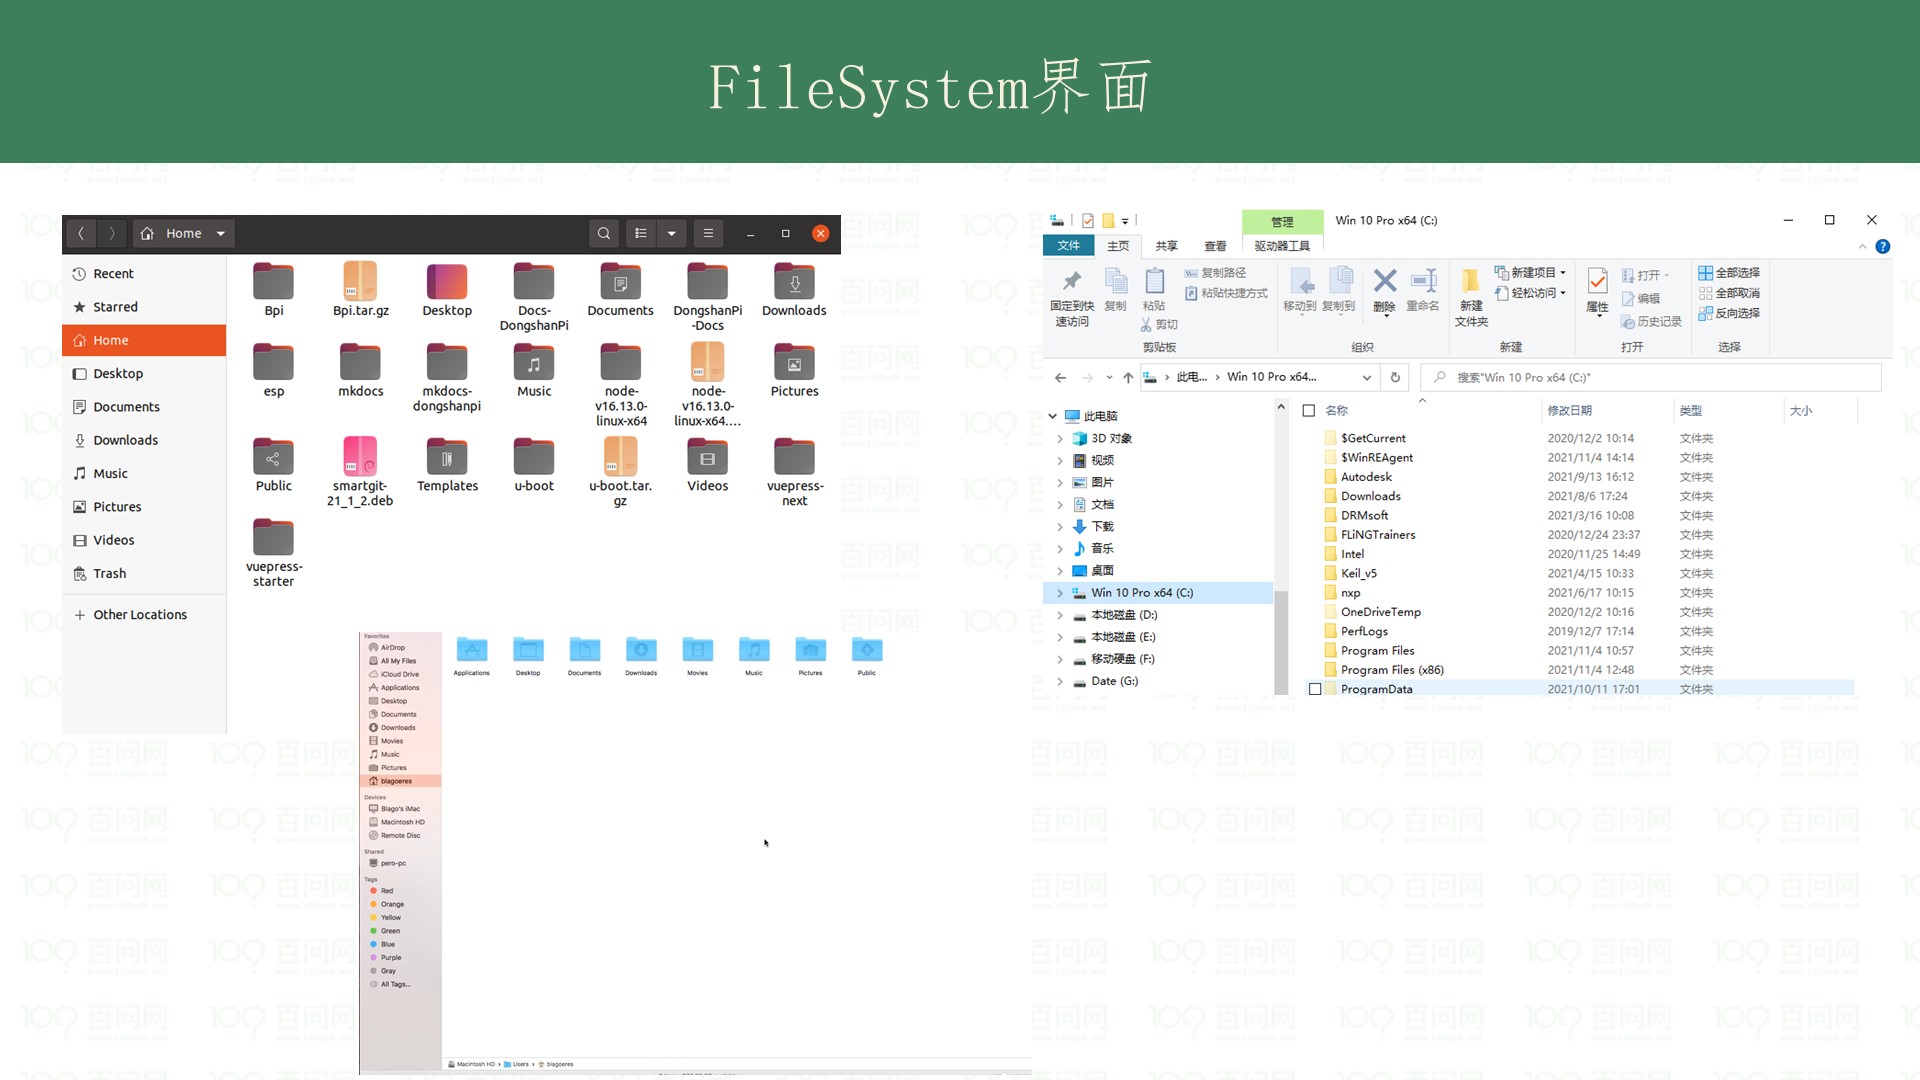 FileSystem界面
Home
Recent
Starred
Home
Desktop
Documents
Downloads
Music
Pictures
Videos
Trash
Other Locations
Bpi
Bpi.tar.gz
Desktop
Docs-
DongshanPi
Documents
DongshanPi
-Docs
Downloads
esp
mkdocs
mkdocs-
dongshanpi
Music
node-
v16.13.0-
linux-x64
node-
v16.13.0-
linux-x64....
Pictures
Public
smartgit-
21_1_2.deb
Templates
u-boot
u-boot.tar.
gz
Videos
vuepress-
next
vuepress-
starter
Favorites
AirDrop
All My Files
iCloud Drive
Applications
Desktop
Documents
Downloads
Movies
Music
Pictures
blagoeres
Devices
Blago's iMac
Macintosh HD
Remote Disc
Shared
pero-pc
Tags
Red
Orange
Yellow
Green
Blue
Purple
Gray
All Tags...
Applications
Desktop
Documents
Downloads
Movies
Music
Pictures
Public
Macintosh HD
Users
blagoeres
管理
Win 10 Pro x64 (C:)
文件
主页
共享
查看
驱动器工具
固定到快
速访问
复制
粘贴
复制路径
粘贴快捷方式
剪切
剪贴板
移动到
复制到
删除
重命名
组织
新建
文件夹
新建项目
轻松访问
新建
属性
打开
编辑
历史记录
打开
全部选择
全部取消
反向选择
选择
此电...
Win 10 Pro x64...
搜索"Win 10 Pro x64 (C:)"
此电脑
3D 对象
视频
图片
文档
下载
音乐
桌面
Win 10 Pro x64 (C:)
本地磁盘 (D:)
本地磁盘 (E:)
移动硬盘 (F:)
Date (G:)
名称 修改日期 类型 大小
$GetCurrent 2020/12/2 10:14 文件夹
$WinREAgent 2021/11/4 14:14 文件夹
Autodesk 2021/9/13 16:12 文件夹
Downloads 2021/8/6 17:24 文件夹
DRMsoft 2021/3/16 10:08 文件夹
FLiNGTrainers 2020/12/24 23:37 文件夹
Intel 2020/11/25 14:49 文件夹
Keil_v5 2021/4/15 10:33 文件夹
nxp 2021/6/17 10:15 文件夹
OneDriveTemp 2020/12/2 10:16 文件夹
PerfLogs 2019/12/7 17:14 文件夹
Program Files 2021/11/4 10:57 文件夹
Program Files (x86) 2021/11/4 12:48 文件夹
ProgramData 2021/10/11 17:01 文件夹
百问网
www.100ask.net